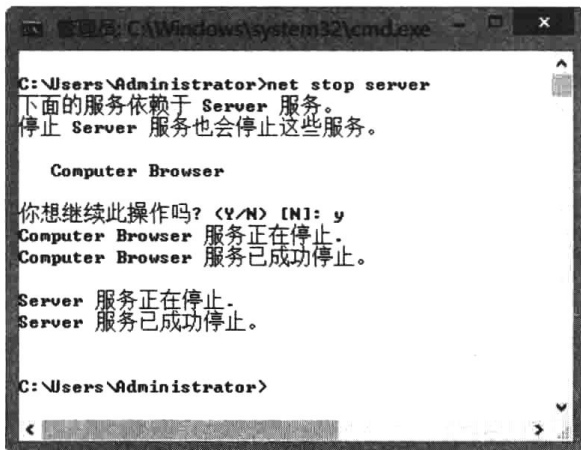 管理员: C:\Windows\system32\cmd.exe
C:\Users\Administrator>net stop server
下面的服务依赖于 Server 服务。
停止 Server 服务也会停止这些服务。
Computer Browser
你想继续此操作吗? (Y/N) [N]: y
Computer Browser 服务正在停止.
Computer Browser 服务已成功停止。
Server 服务正在停止.
Server 服务已成功停止。
C:\Users\Administrator>